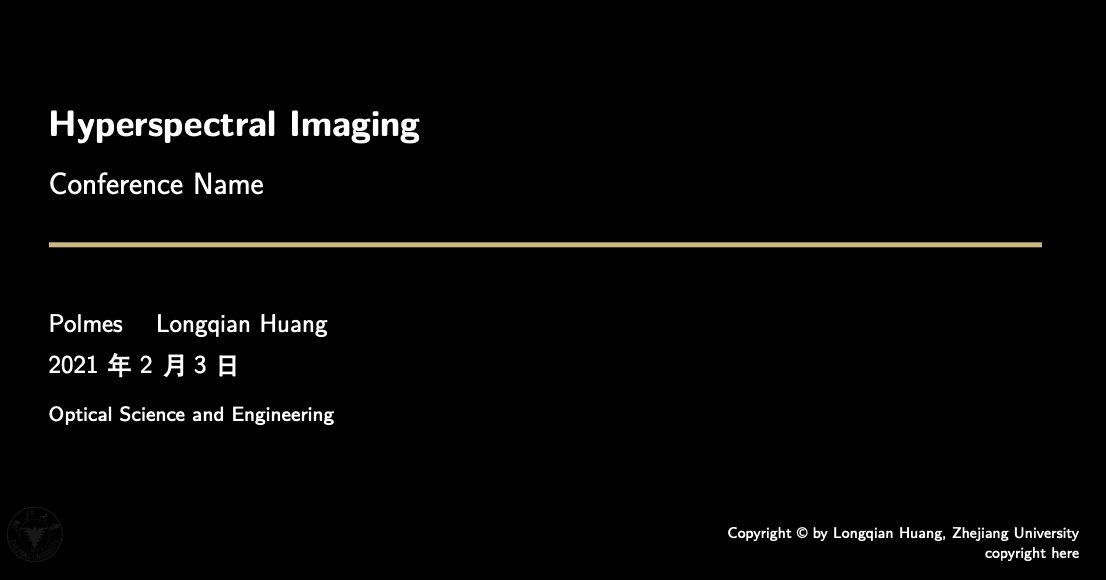 Hyperspectral Imaging
Conference Name
Polmes Longqian Huang
2021 年 2 月 3 日
Optical Science and Engineering
Copyright © by Longqian Huang, Zhejiang University
copyright here